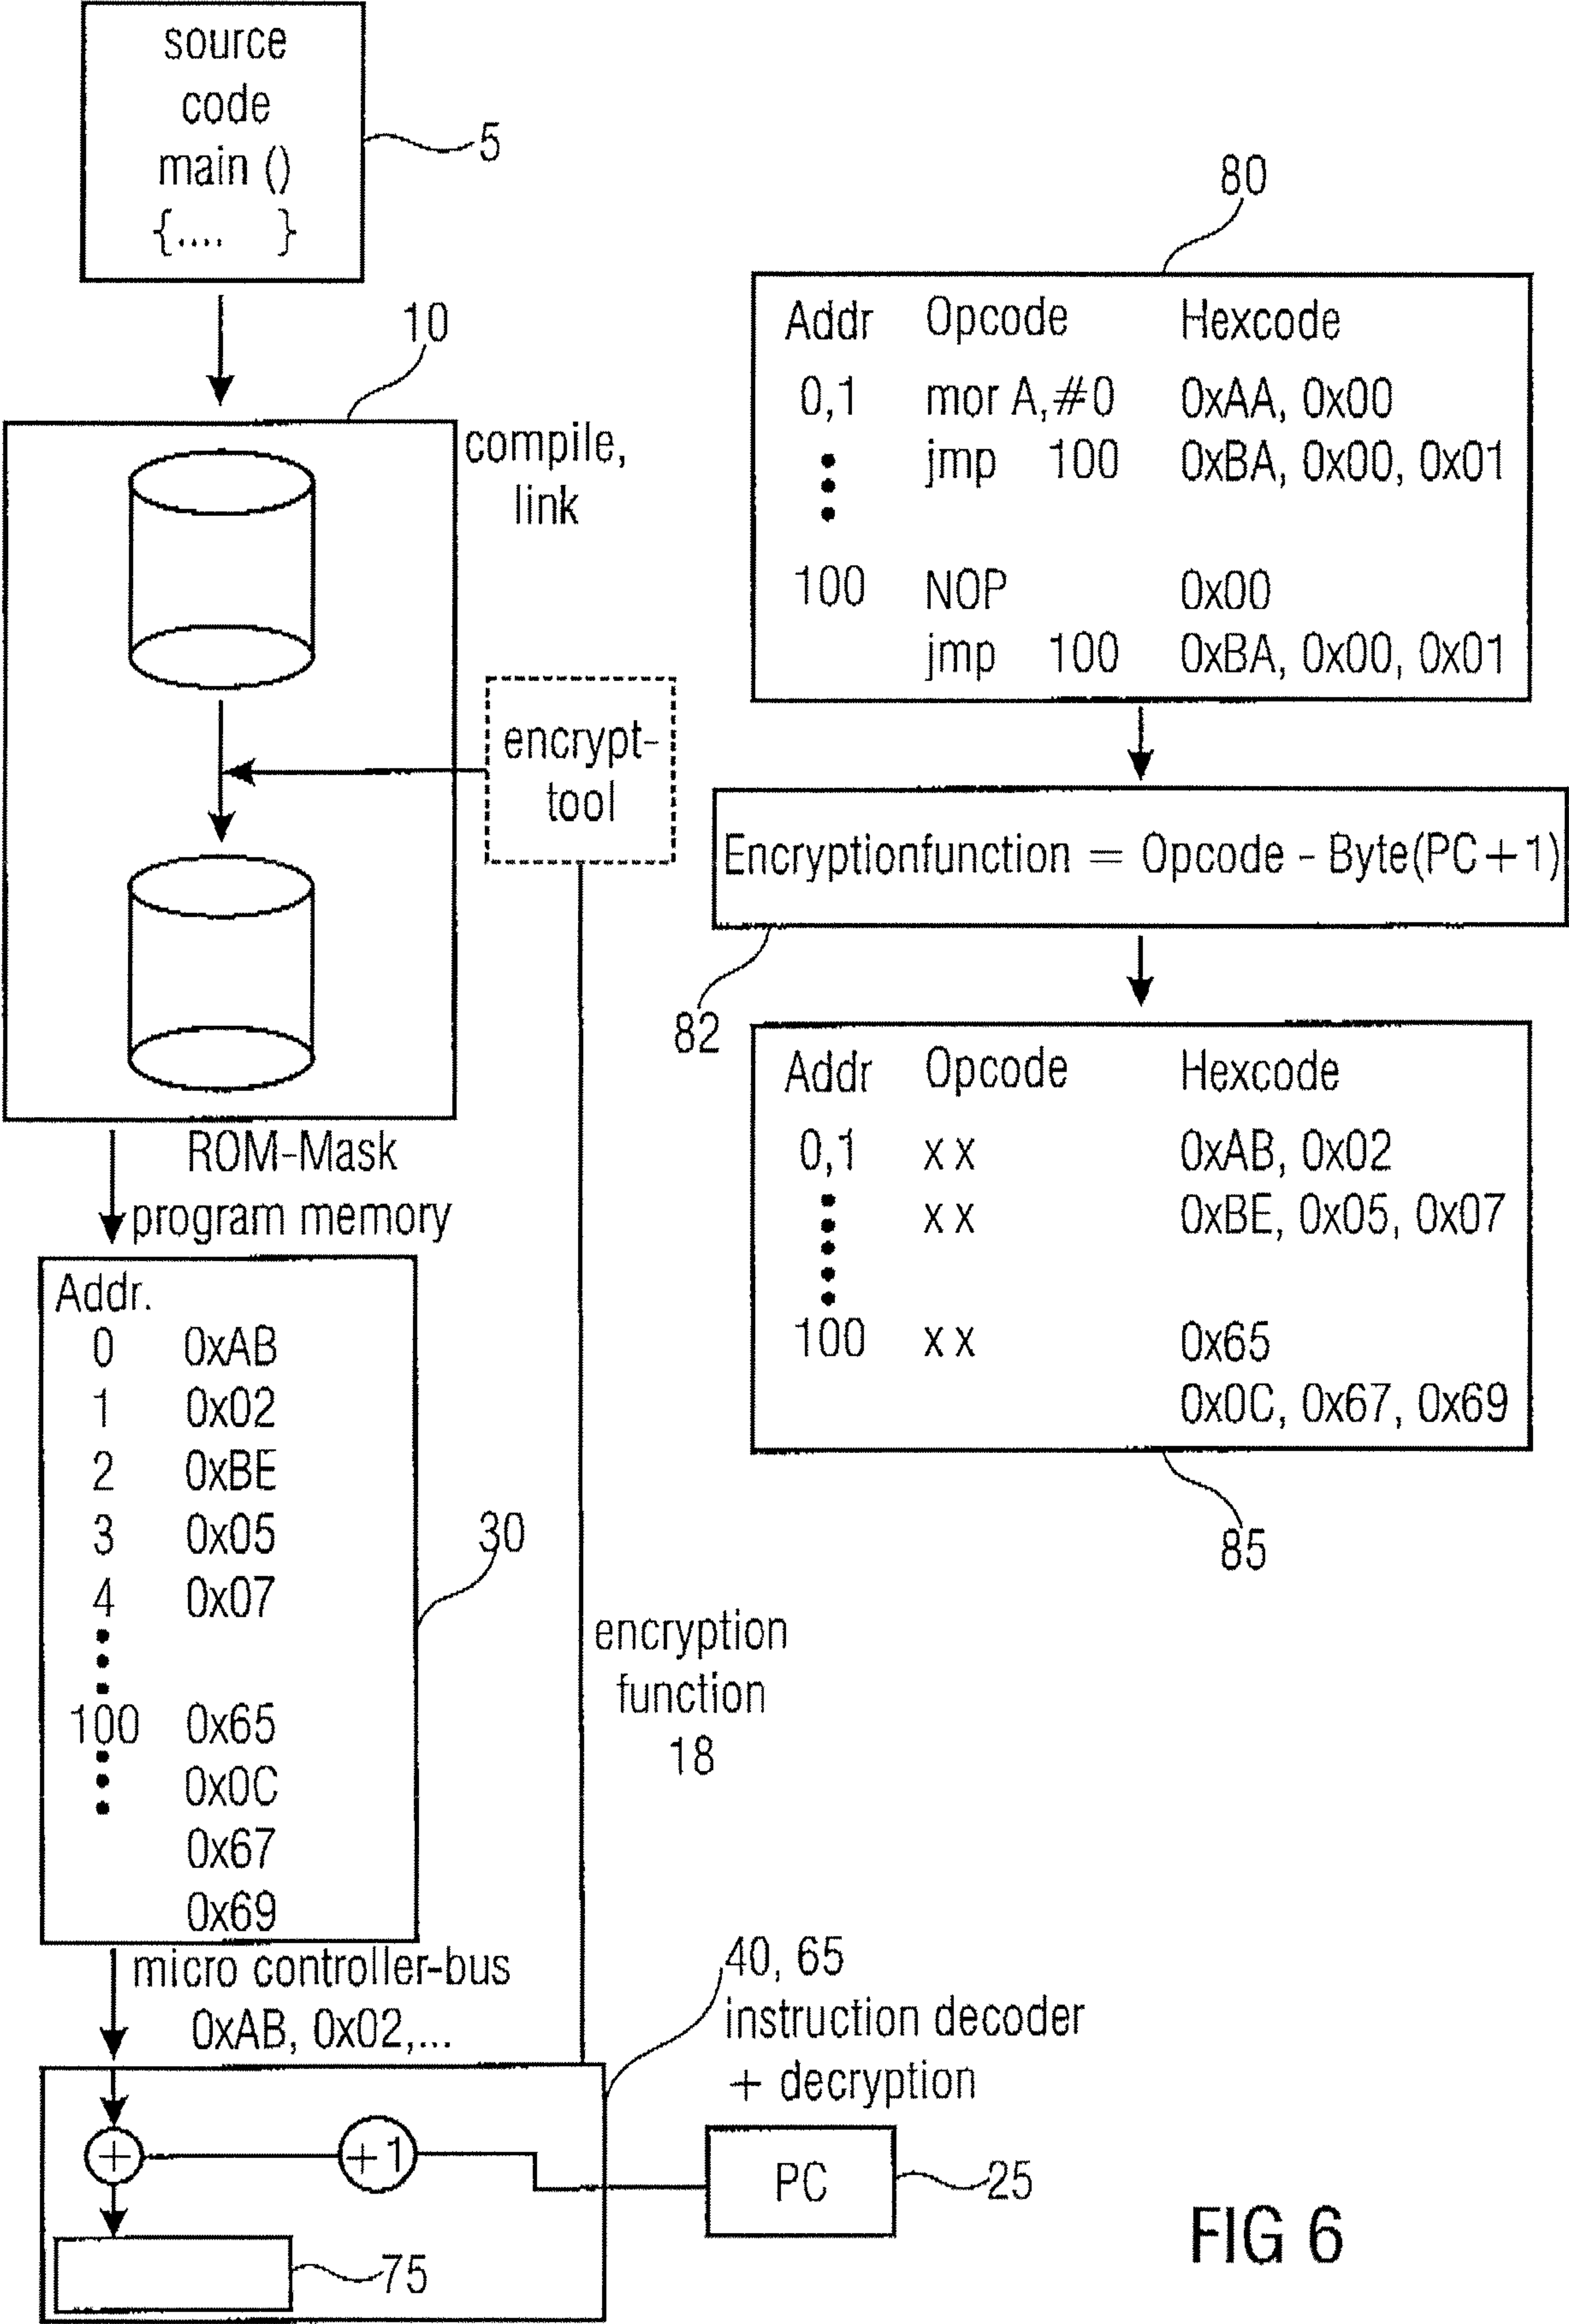 source
code
main ()
{.... }
5
10
compile,
link
encrypt-
tool
ROM-Mask
program memory
Addr.
0 0xAB
1 0x02
2 0xBE
3 0x05
4 0x07
100 0x65
0x0C
0x67
0x69
30
encryption
function
18
micro controller-bus
0xAB, 0x02,...
40, 65
instruction decoder
+ decryption
+
+1
PC
25
75
80
Addr Opcode Hexcode
0,1 mor A,#0 0xAA, 0x00
jmp 100 0xBA, 0x00, 0x01
100 NOP 0x00
jmp 100 0xBA, 0x00, 0x01
Encryptionfunction = Opcode - Byte(PC+1)
82
Addr Opcode Hexcode
0,1 x x 0xAB, 0x02
x x 0xBE, 0x05, 0x07
100 x x 0x65
0x0C, 0x67, 0x69
85
FIG 6